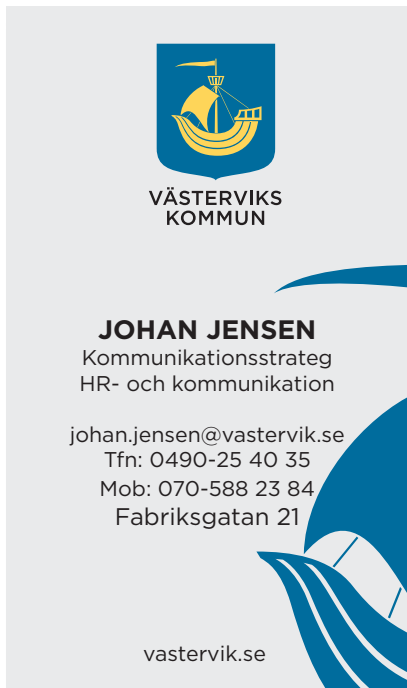 VÄSTERVIKS
KOMMUN
JOHAN JENSEN
Kommunikationsstrateg
HR- och kommunikation
johan.jensen@vastervik.se
Tfn: 0490-25 40 35
Mob: 070-588 23 84
Fabriksgatan 21
vastervik.se